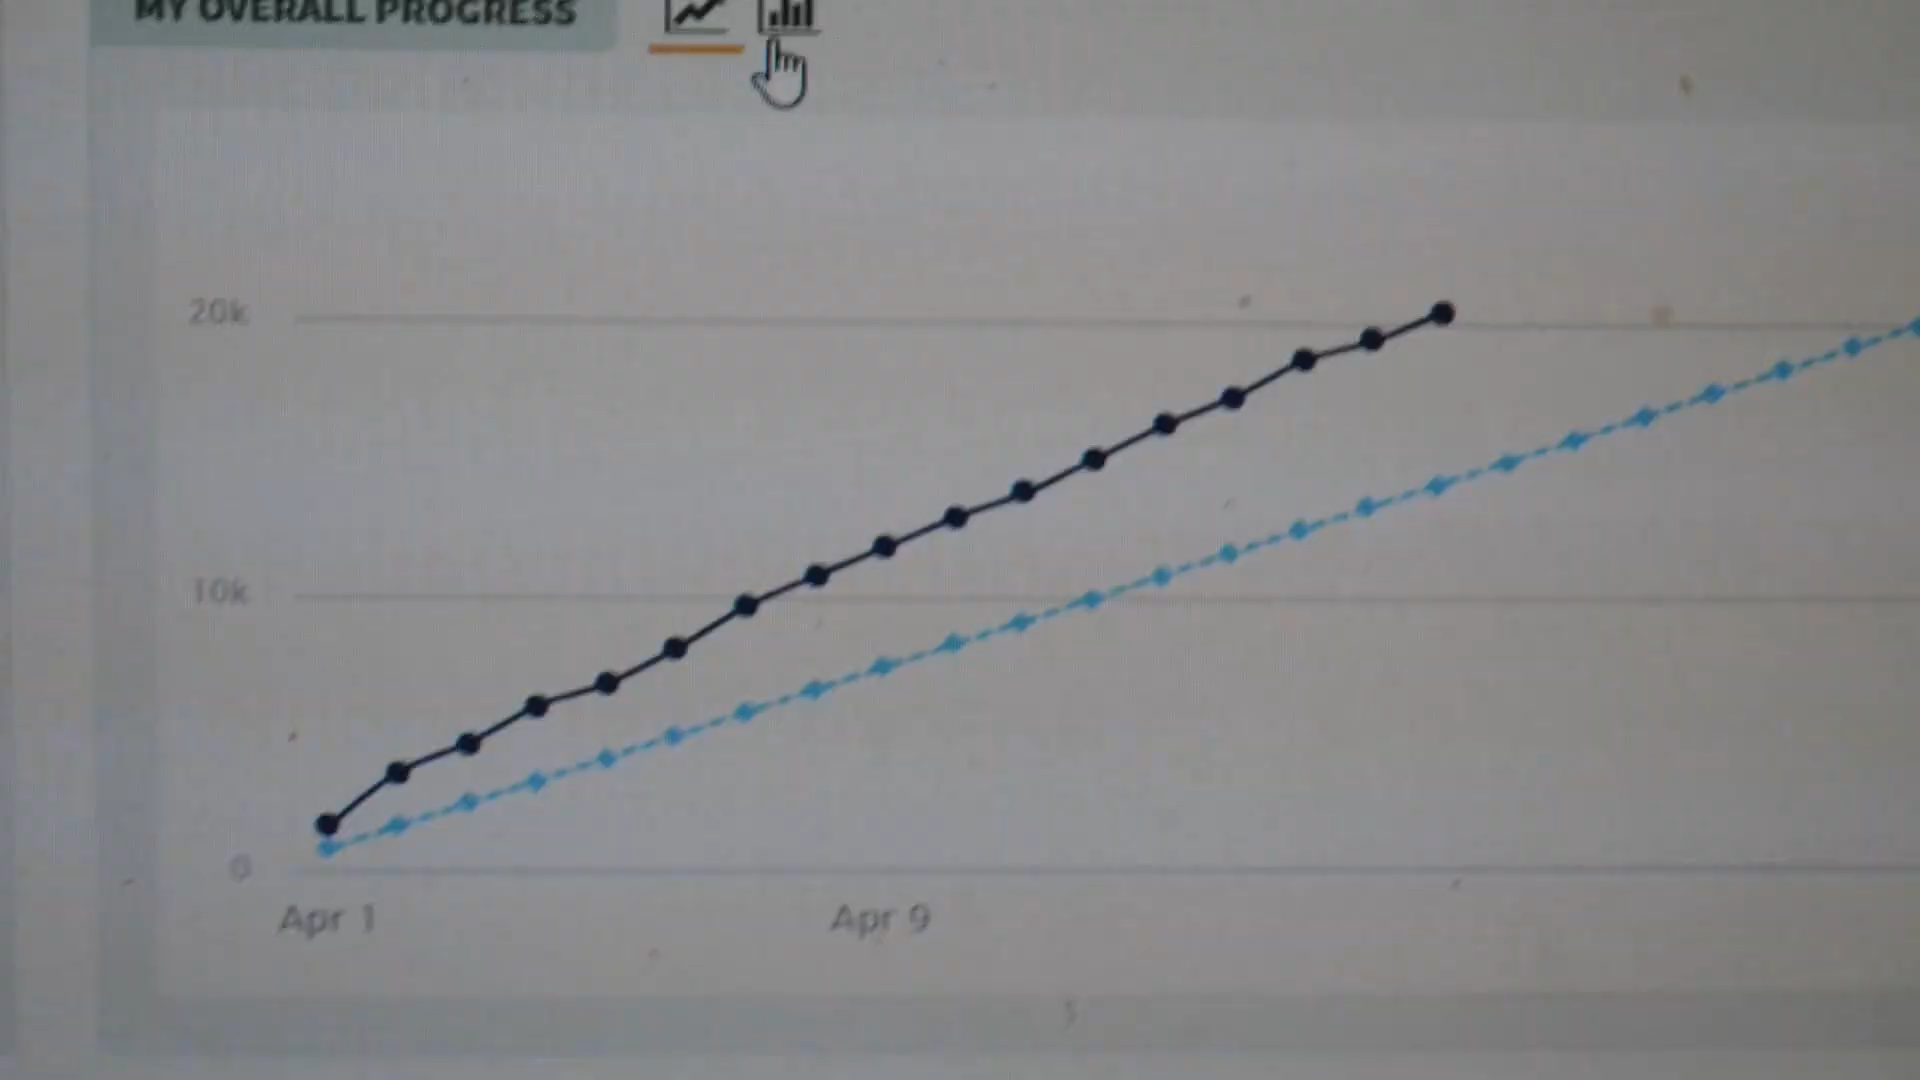 MY OVERALL PROGRESS
20k
10k
0
Apr 1
Apr 9